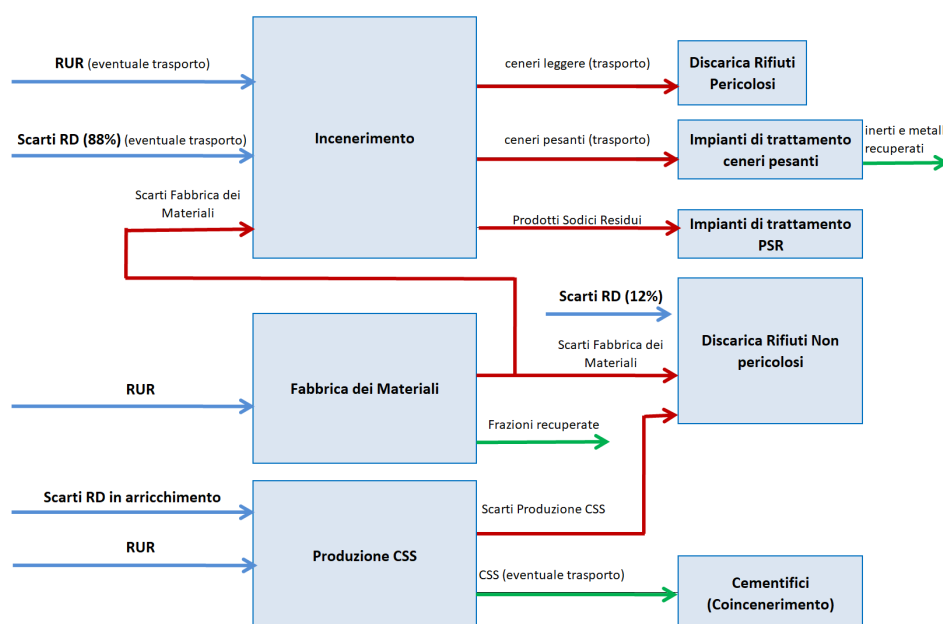 RUR (eventuale trasporto)
ceneri leggere (trasporto)
Discarica Rifiuti
Pericolosi
Scarti RD (88%) (eventuale trasporto)
Incenerimento
ceneri pesanti (trasporto)
Impianti di trattamento
ceneri pesanti
inerti e metall
recuperati
Scarti Fabbrica dei
Materiali
Prodotti Sodici Residui
Impianti di trattamento
PSR
Scarti RD (12%)
Scarti Fabbrica dei
Materiali
Discarica Rifiuti Non
pericolosi
RUR
Fabbrica dei Materiali
Frazioni recuperate
Scarti RD in arricchimento
Scarti Produzione CSS
RUR
Produzione CSS
CSS (eventuale trasporto)
Cementifici
(Coincenerimento)